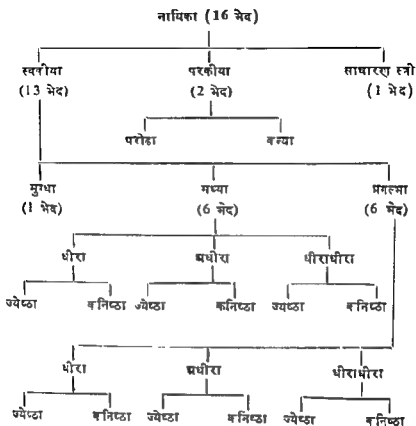 नायिका (16 भेद)
स्वकीया परकीया साधारण स्त्री
(13 भेद) (2 भेद) (1 भेद)
परोढा कन्या
मुग्धा मध्या प्रगल्भा
(1 भेद) (6 भेद) (6 भेद)
धीरा अधीरा धीराधीरा
ज्येष्ठा कनिष्ठा ज्येष्ठा कनिष्ठा ज्येष्ठा कनिष्ठा
धीरा अधीरा धीराधीरा
ज्येष्ठा कनिष्ठा ज्येष्ठा कनिष्ठा ज्येष्ठा कनिष्ठा